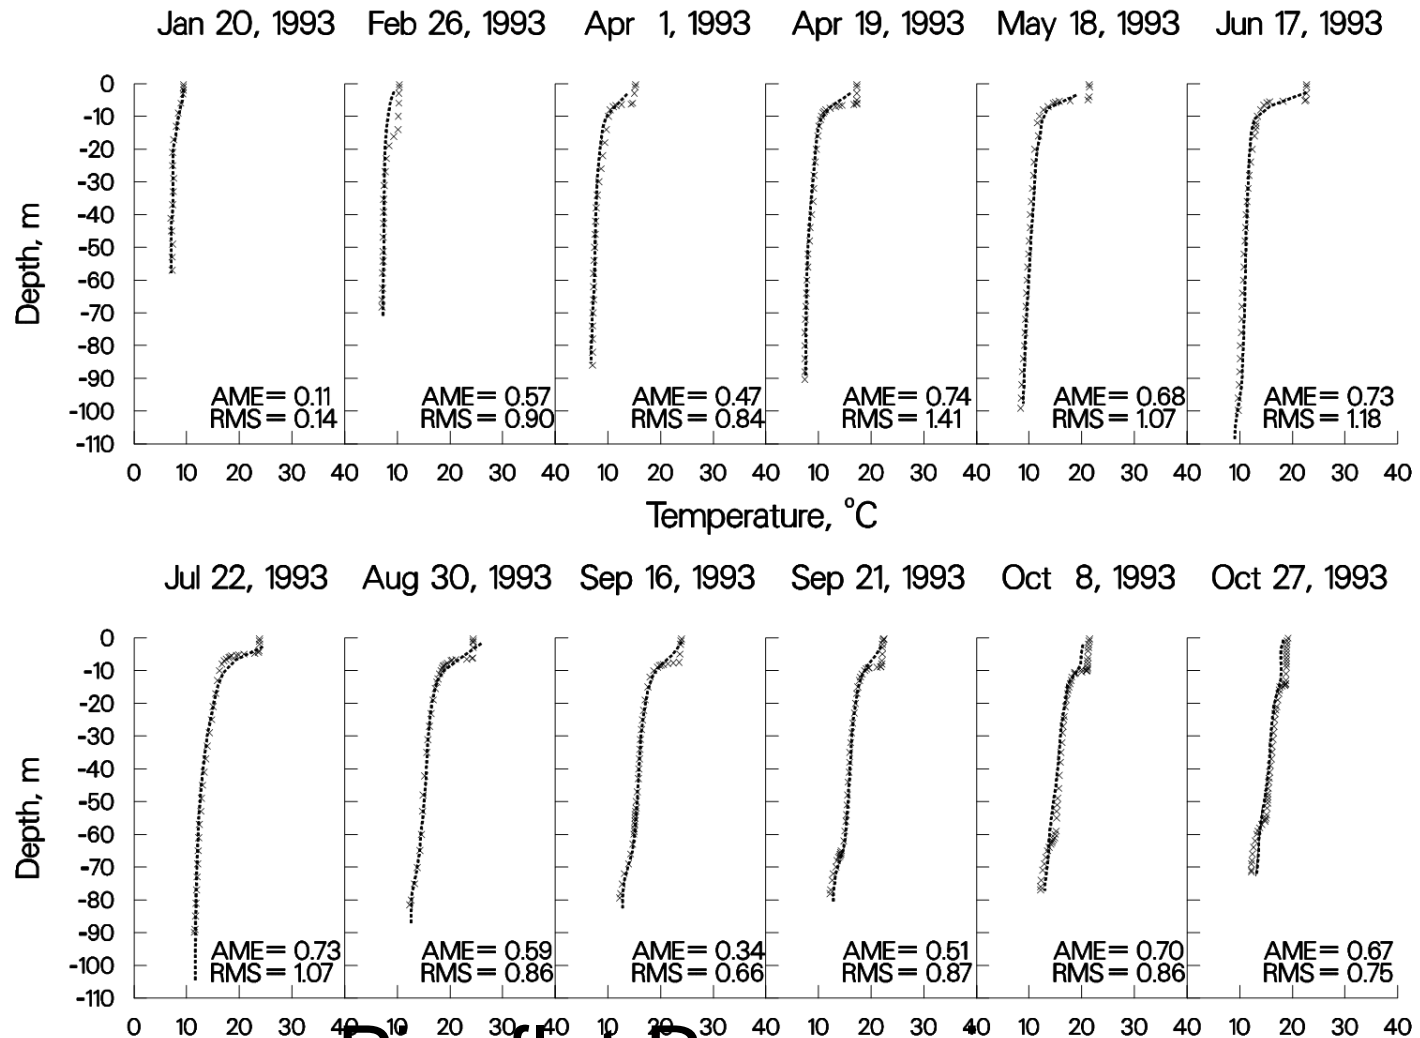 Jan 20, 1993 Feb 26, 1993 Apr 1, 1993 Apr 19, 1993 May 18, 1993 Jun 17, 1993
0
-10
-20
-30
-40
-50
-60
-70
-80
-90
-100
-110
Depth, m
AME= 0.11 AME= 0.57 AME= 0.47 AME= 0.74 AME= 0.68 AME= 0.73
RMS= 0.14 RMS= 0.90 RMS= 0.84 RMS= 1.41 RMS= 1.07 RMS= 1.18
0 10 20 30 40 10 20 30 40 10 20 30 40 10 20 30 40 10 20 30 40 10 20 30 40
Temperature, °C
Jul 22, 1993 Aug 30, 1993 Sep 16, 1993 Sep 21, 1993 Oct 8, 1993 Oct 27, 1993
0
-10
-20
-30
-40
-50
-60
-70
-80
-90
-100
-110
Depth, m
AME= 0.73 AME= 0.59 AME= 0.34 AME= 0.51 AME= 0.70 AME= 0.67
RMS= 1.07 RMS= 0.86 RMS= 0.66 RMS= 0.87 RMS= 0.86 RMS= 0.75
0 10 20 30 40 10 20 30 40 10 20 30 40 10 20 30 40 10 20 30 40 10 20 30 40